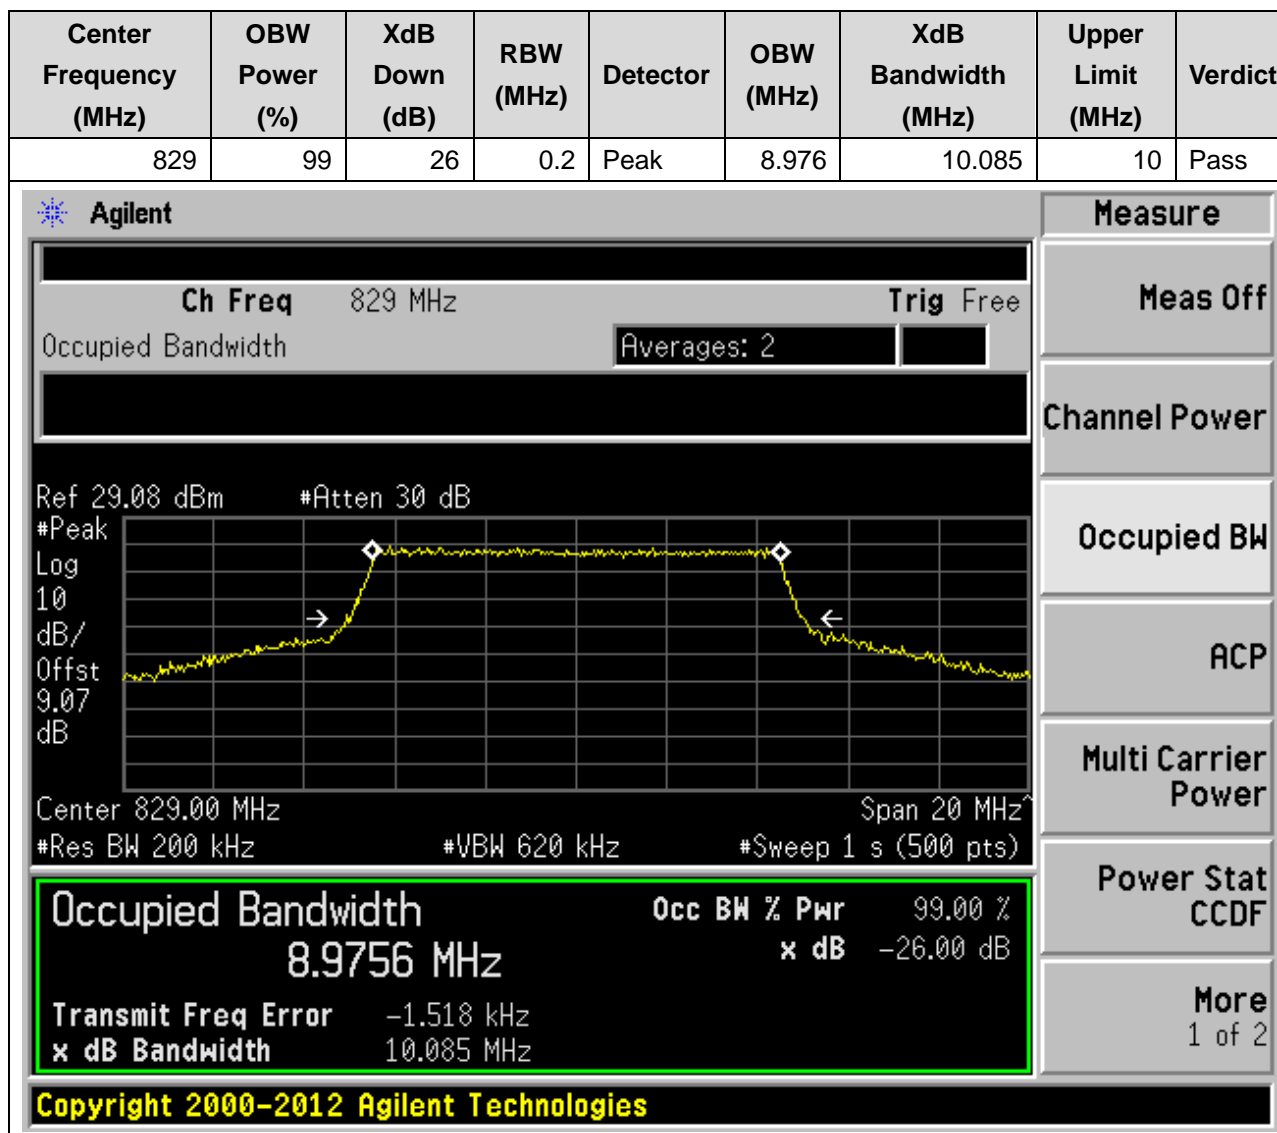 Center Frequency (MHz) OBW Power (%) XdB Down (dB) RBW (MHz) Detector OBW (MHz) XdB Bandwidth (MHz) Upper Limit (MHz) Verdict
829 99 26 0.2 Peak 8.976 10.085 10 Pass
Agilent
Measure
Ch Freq 829 MHz Trig Free
Meas Off
Occupied Bandwidth Averages: 2
Channel Power
Ref 29.08 dBm #Atten 30 dB
#Peak
Log
10
dB/
Offst
9.07
dB
Occupied BW
ACP
Multi Carrier
Power
Center 829.00 MHz Span 20 MHz^
#Res BW 200 kHz #VBW 620 kHz #Sweep 1 s (500 pts)
Power Stat
CCDF
Occupied Bandwidth Occ BW % Pwr 99.00 %
8.9756 MHz x dB -26.00 dB
Transmit Freq Error -1.518 kHz
x dB Bandwidth 10.085 MHz
More
1 of 2
Copyright 2000-2012 Agilent Technologies